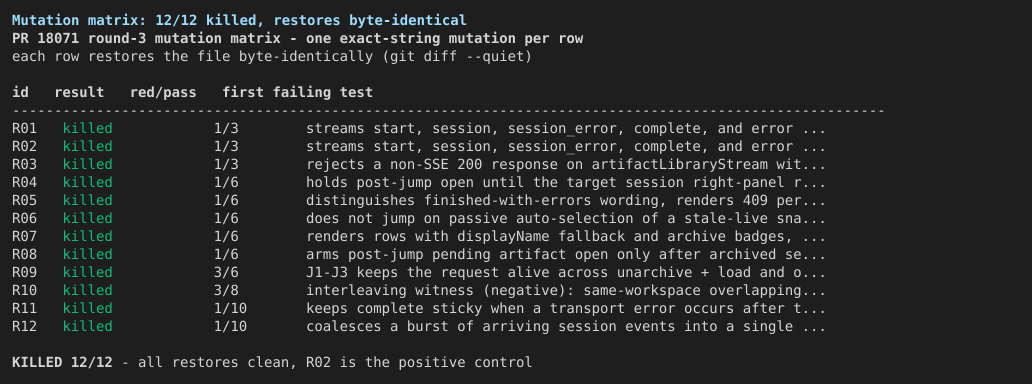 Mutation matrix: 12/12 killed, restores byte-identical
PR 18071 round-3 mutation matrix - one exact-string mutation per row
each row restores the file byte-identically (git diff --quiet)
id result red/pass first failing test
--------------------------------------------------------------------------------------------------------
R01 killed 1/3 streams start, session, session_error, complete, and error ...
R02 killed 1/3 streams start, session, session_error, complete, and error ...
R03 killed 1/3 rejects a non-SSE 200 response on artifactLibraryStream wit...
R04 killed 1/6 holds post-jump open until the target session right-panel r...
R05 killed 1/6 distinguishes finished-with-errors wording, renders 409 per...
R06 killed 1/6 does not jump on passive auto-selection of a stale-live sna...
R07 killed 1/6 renders rows with displayName fallback and archive badges, ...
R08 killed 1/6 arms post-jump pending artifact open only after archived se...
R09 killed 3/6 J1-J3 keeps the request alive across unarchive + load and o...
R10 killed 3/8 interleaving witness (negative): same-workspace overlapping...
R11 killed 1/10 keeps complete sticky when a transport error occurs after t...
R12 killed 1/10 coalesces a burst of arriving session events into a single ...
KILLED 12/12 - all restores clean, R02 is the positive control